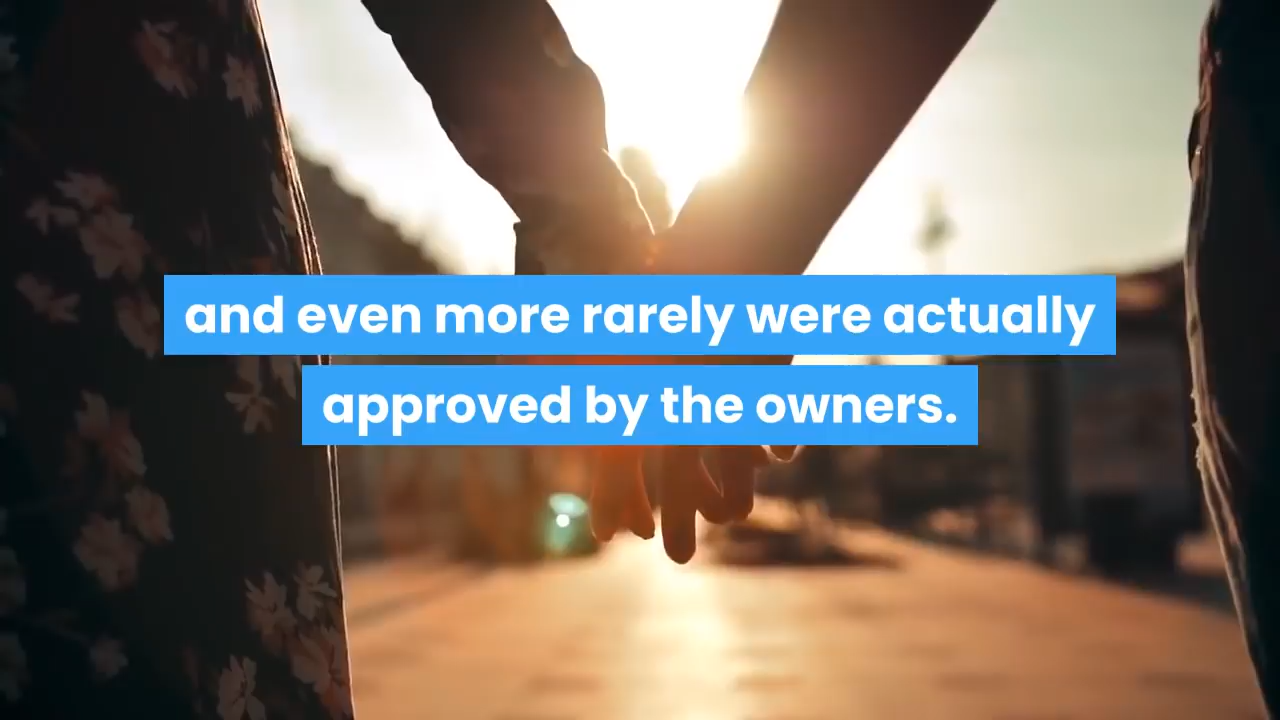 and even more rarely were actually
approved by the owners.